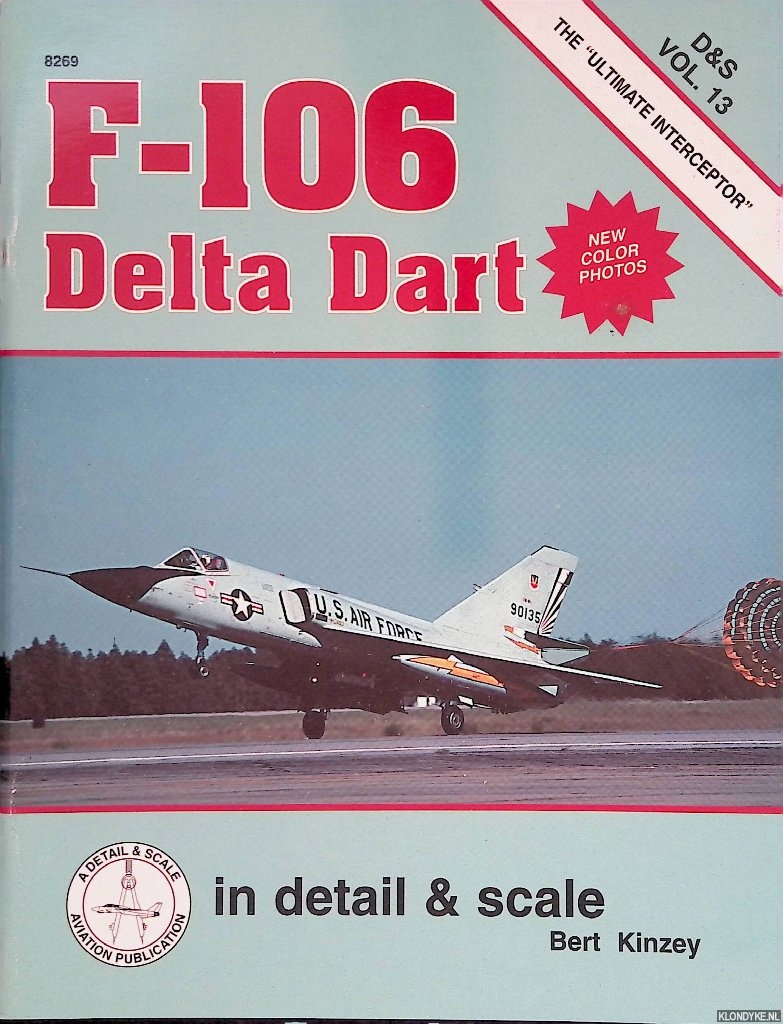 8269
F-106
Delta Dart
D&S
VOL. 13
THE "ULTIMATE INTERCEPTOR"
NEW
COLOR
PHOTOS
U.S. AIR FORCE
90135
A DETAIL & SCALE
AVIATION PUBLICATION
in detail & scale
Bert Kinzey
KLONDYKE.NL